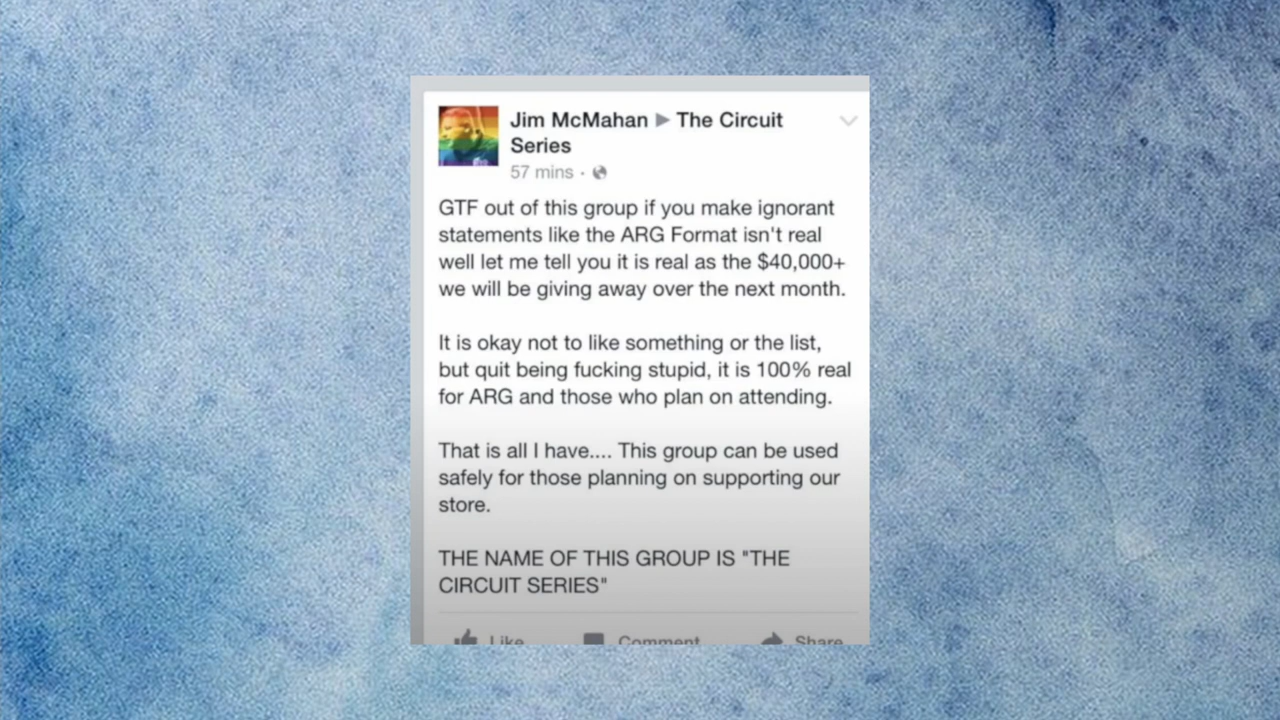 Jim McMahan ▶ The Circuit
Series
57 mins ·
GTF out of this group if you make ignorant
statements like the ARG Format isn't real
well let me tell you it is real as the $40,000+
we will be giving away over the next month.
It is okay not to like something or the list,
but quit being fucking stupid, it is 100% real
for ARG and those who plan on attending.
That is all I have.... This group can be used
safely for those planning on supporting our
store.
THE NAME OF THIS GROUP IS "THE
CIRCUIT SERIES"
Like Comment Share